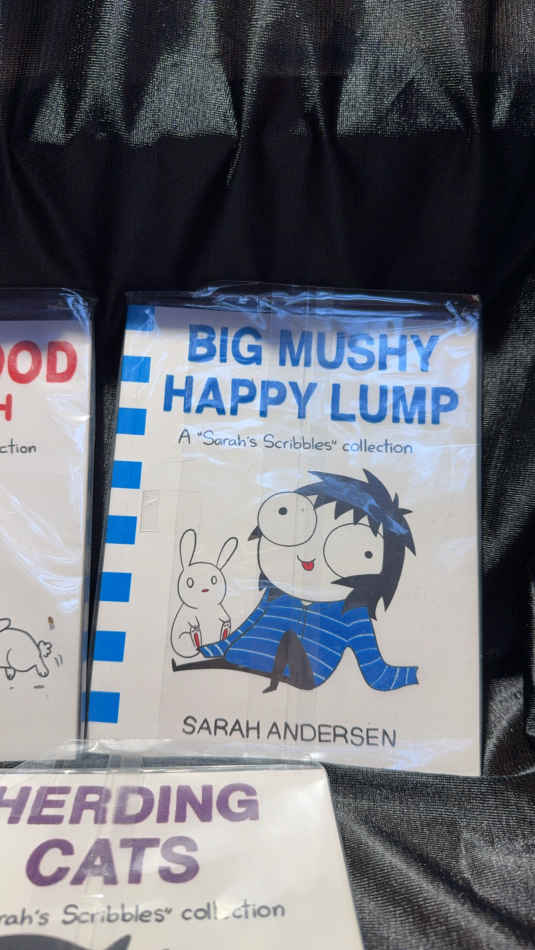 OOD
H
ction
BIG MUSHY
HAPPY LUMP
A "Sarah's Scribbles" collection
SARAH ANDERSEN
HERDING
CATS
rah's Scribbles" collection